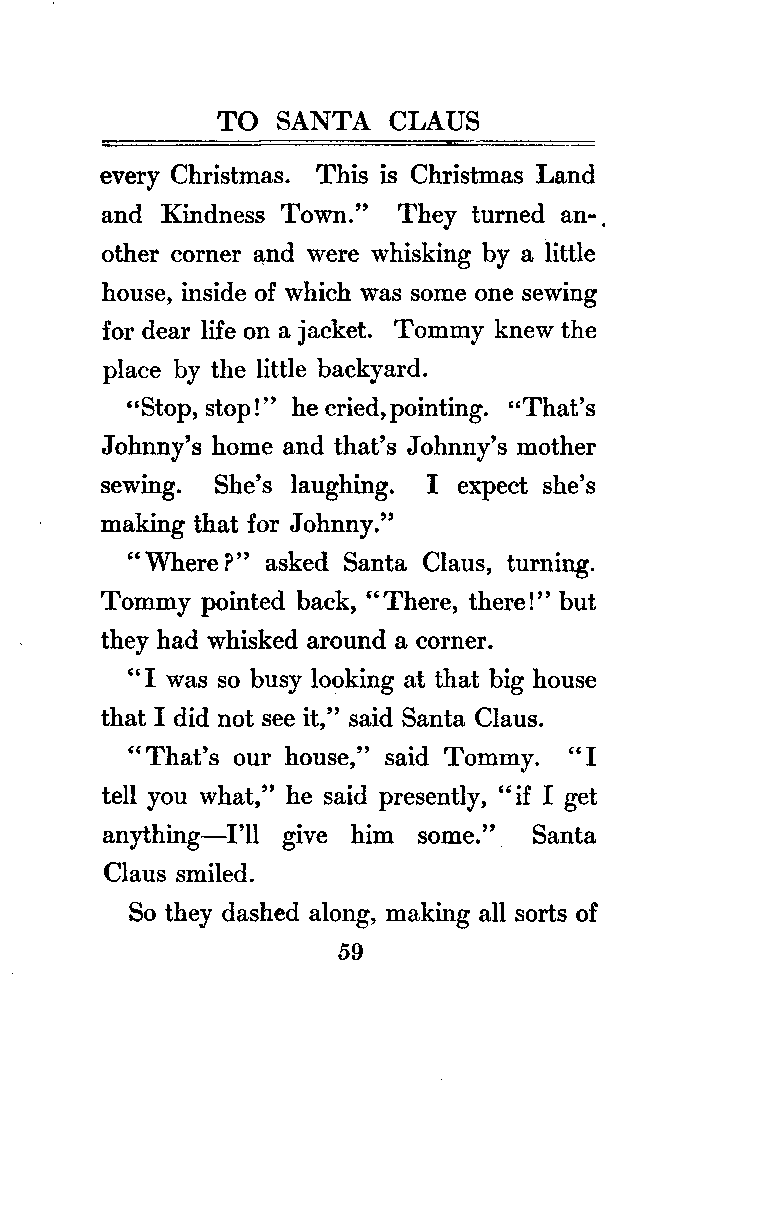 TO SANTA CLAUS
every Christmas. This is Christmas Land
and Kindness Town.” They turned an-
other corner and were whisking by a little
house, inside of which was some one sewing
for dear life on a jacket. Tommy knew the
place by the little backyard.
“Stop, stop!” he cried, pointing. “That’s
Johnny’s home and that’s Johnny’s mother
sewing. She’s laughing. I expect she’s
making that for Johnny.”
“Where?” asked Santa Claus, turning.
Tommy pointed back, “There, there!” but
they had whisked around a corner.
“I was so busy looking at that big house
that I did not see it,” said Santa Claus.
“That’s our house,” said Tommy. “I
tell you what,” he said presently, “if I get
anything—I’ll give him some.” Santa
Claus smiled.
So they dashed along, making all sorts of
59